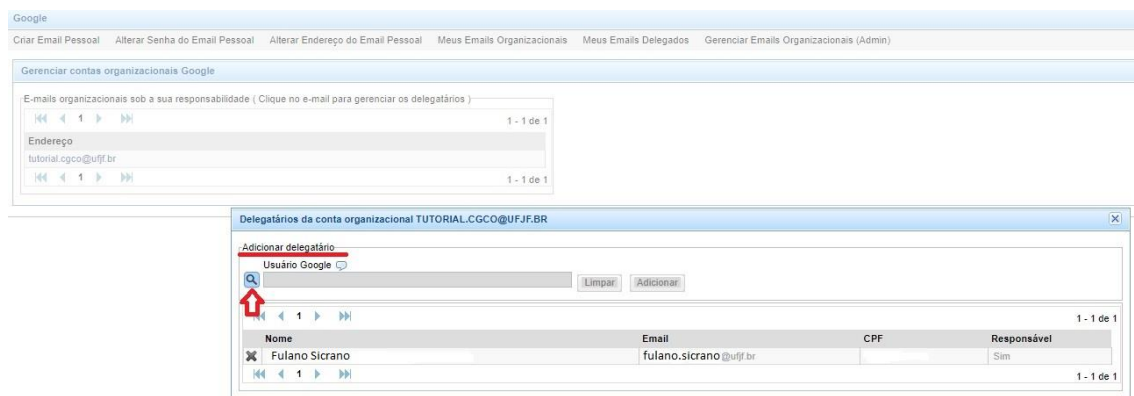 Google
Criar Email Pessoal Alterar Senha do Email Pessoal Alterar Endereço do Email Pessoal Meus Emails Organizacionais Meus Emails Delegados Gerenciar Emails Organizacionais (Admin)
Gerenciar contas organizacionais Google
E-mails organizacionais sob a sua responsabilidade ( Clique no e-mail para gerenciar os delegatários )
1 1 - 1 de 1
Endereço
tutorial.cgco@ufjf.br
1 1 - 1 de 1
Delegatários da conta organizacional TUTORIAL.CGCO@UFJF.BR
Adicionar delegatário
Usuário Google
Limpar Adicionar
1 1 - 1 de 1
Nome Email CPF Responsável
Fulano Sicrano fulano.sicrano@ufjf.br Sim
1 1 - 1 de 1